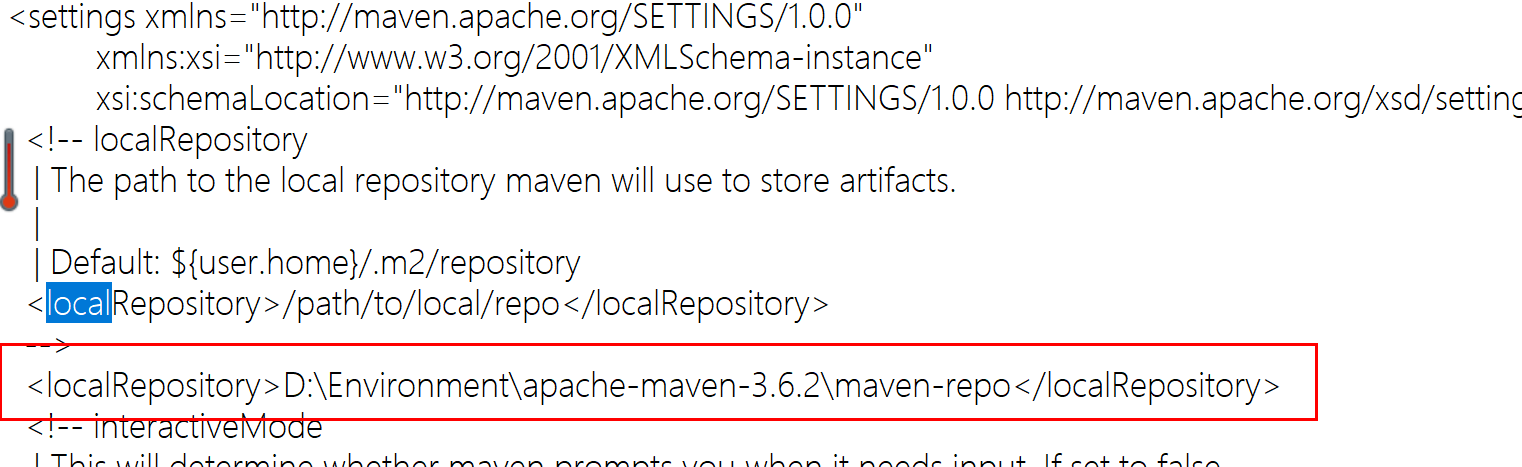 <settings xmlns="http://maven.apache.org/SETTINGS/1.0.0"
xmlns:xsi="http://www.w3.org/2001/XMLSchema-instance"
xsi:schemaLocation="http://maven.apache.org/SETTINGS/1.0.0 http://maven.apache.org/xsd/setting
<!-- localRepository
| The path to the local repository maven will use to store artifacts.
|
| Default: ${user.home}/.m2/repository
<localRepository>/path/to/local/repo</localRepository>
-->
<localRepository>D:\Environment\apache-maven-3.6.2\maven-repo</localRepository>
<!-- interactiveMode
| This will determine whether maven prompts you when it needs input. If set to false